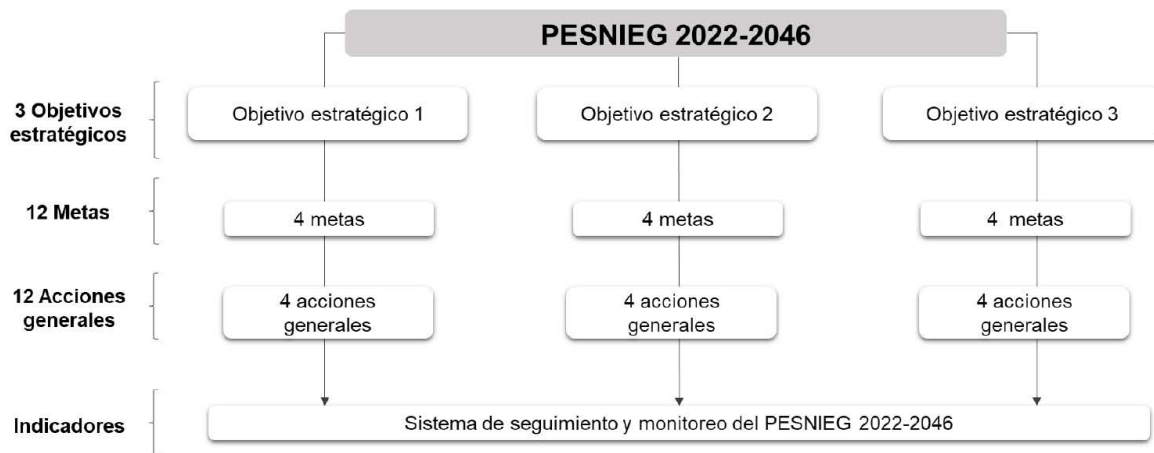 PESNIEG 2022-2046
3 Objetivos
estratégicos
Objetivo estratégico 1
Objetivo estratégico 2
Objetivo estratégico 3
12 Metas
4 metas
4 metas
4 metas
12 Acciones
generales
4 acciones
generales
4 acciones
generales
4 acciones
generales
Indicadores
Sistema de seguimiento y monitoreo del PESNIEG 2022-2046